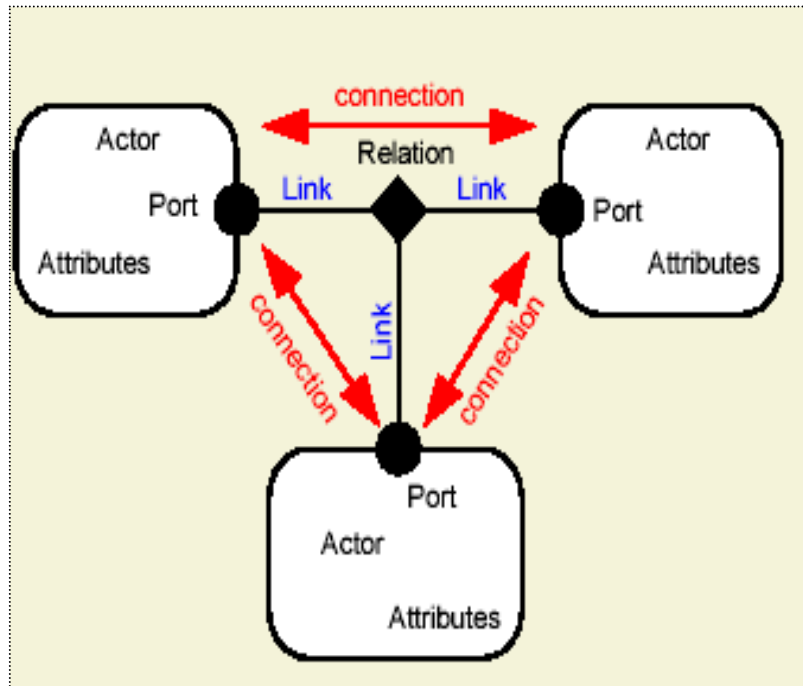 connection
Actor
Relation
Actor
Link
Link
Port
Port
Attributes
Attributes
connection
Link
connection
Port
Actor
Attributes